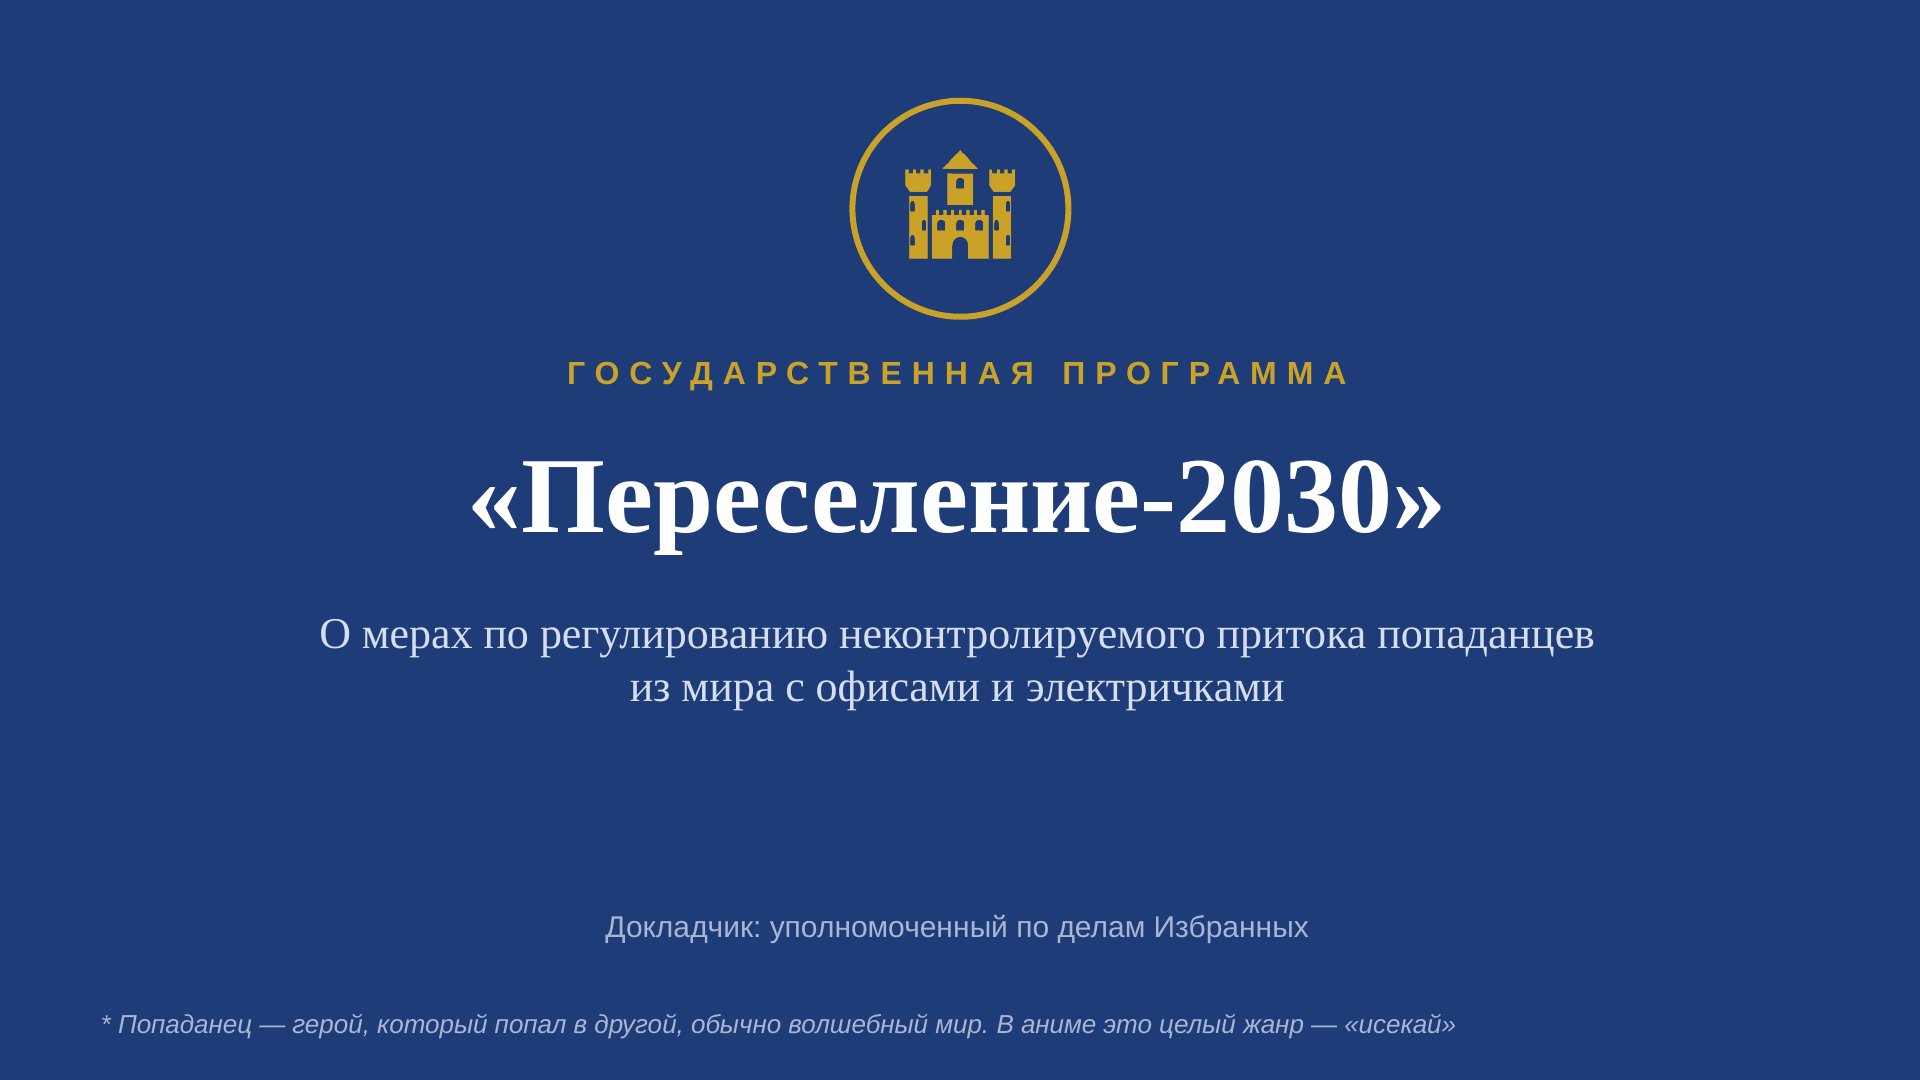 ГОСУДАРСТВЕННАЯ ПРОГРАММА
«Переселение-2030»
О мерах по регулированию неконтролируемого притока попаданцев
из мира с офисами и электричками
Докладчик: уполномоченный по делам Избранных
* Попаданец — герой, который попал в другой, обычно волшебный мир. В аниме это целый жанр — «исекай»